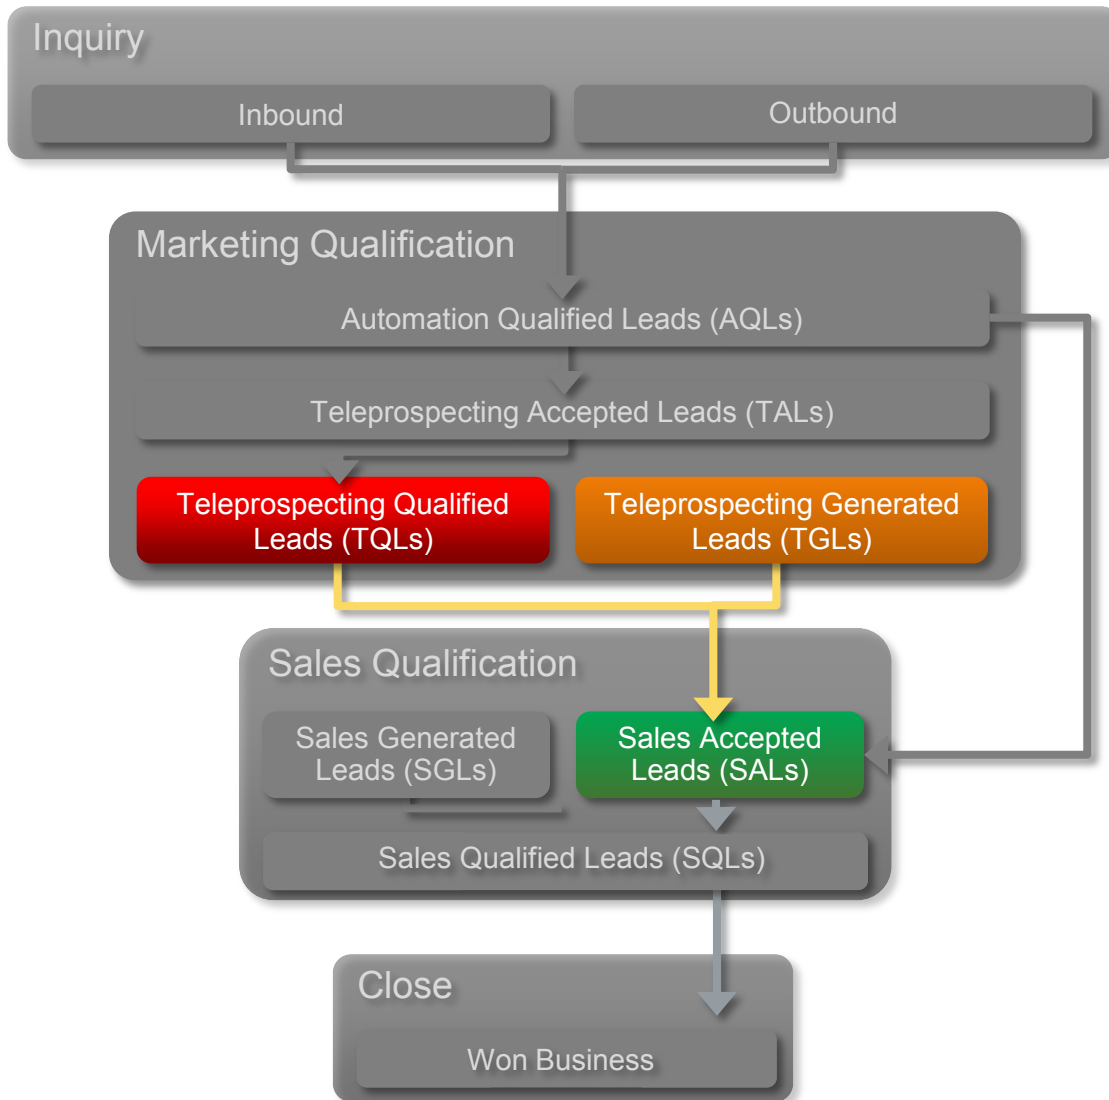 Inquiry
Inbound
Outbound
Marketing Qualification
Automation Qualified Leads (AQLs)
Teleprospecting Accepted Leads (TALs)
Teleprospecting Qualified
Leads (TQLs)
Teleprospecting Generated
Leads (TGLs)
Sales Qualification
Sales Generated
Leads (SGLs)
Sales Accepted
Leads (SALs)
Sales Qualified Leads (SQLs)
Close
Won Business